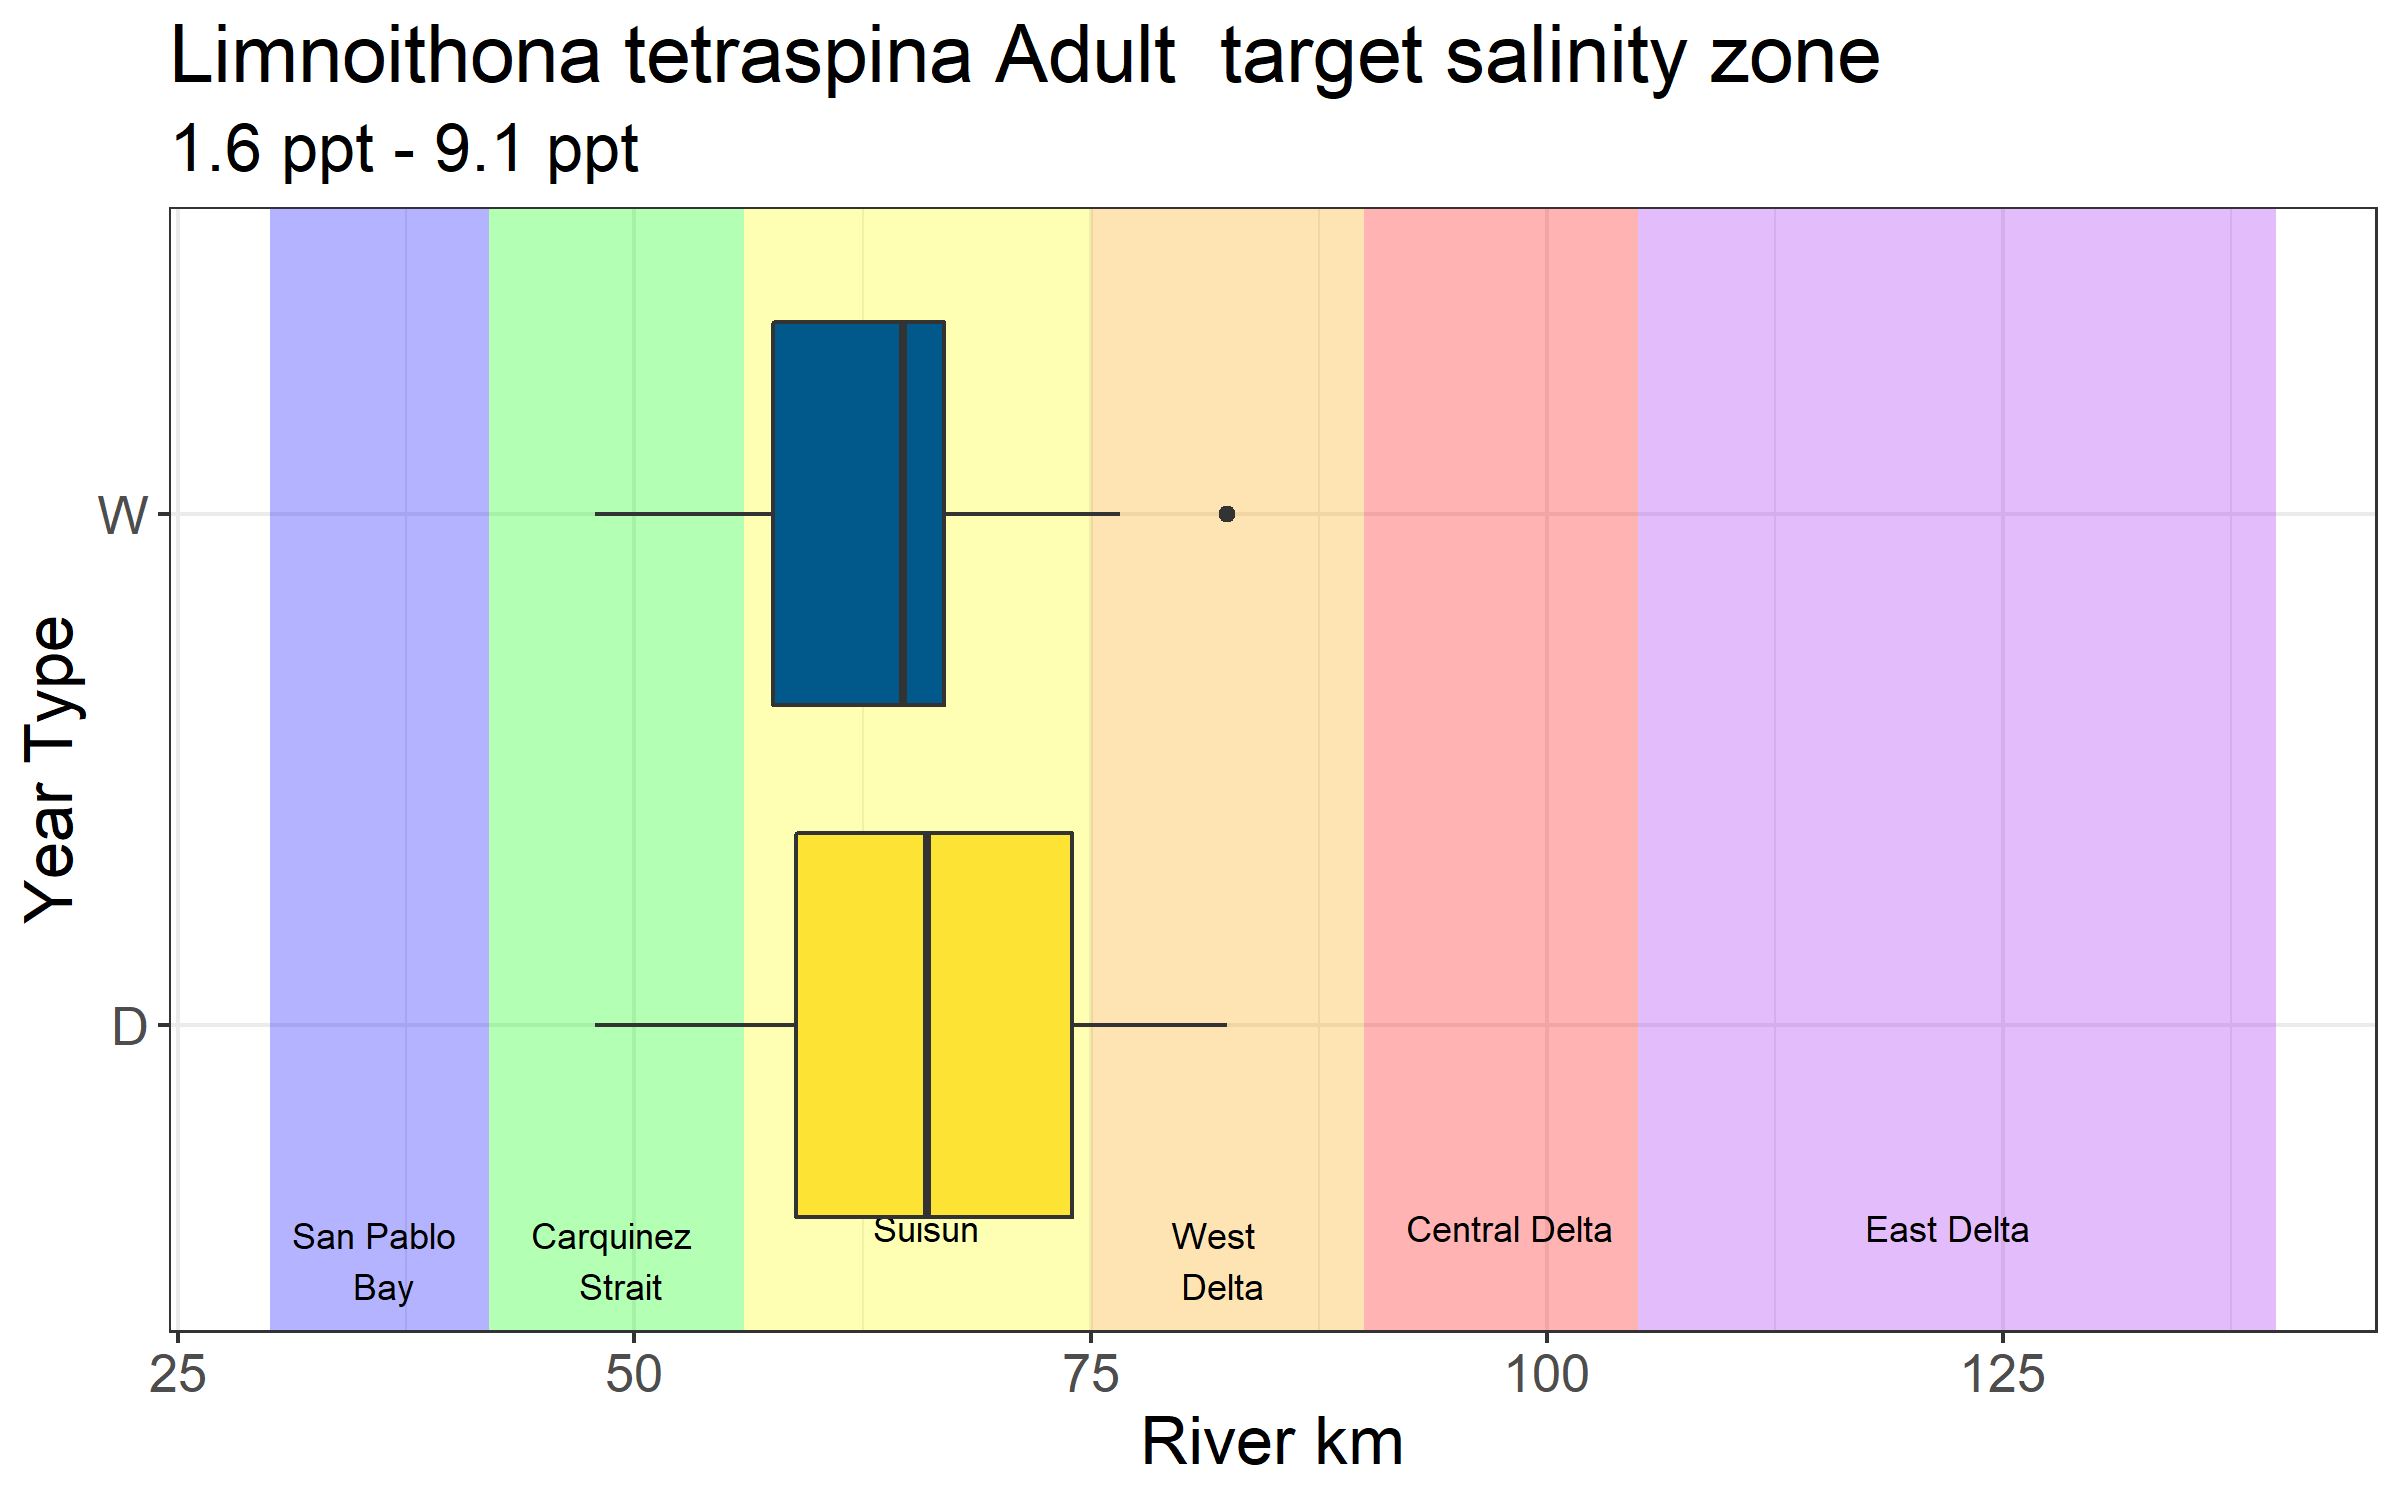 Limnoithona tetraspina Adult  target salinity zone
1.6 ppt - 9.1 ppt
Year Type
W
D
San Pablo
Bay
Carquinez
Strait
Suisun
West
Delta
Central Delta
East Delta
25 50 75 100 125
River km